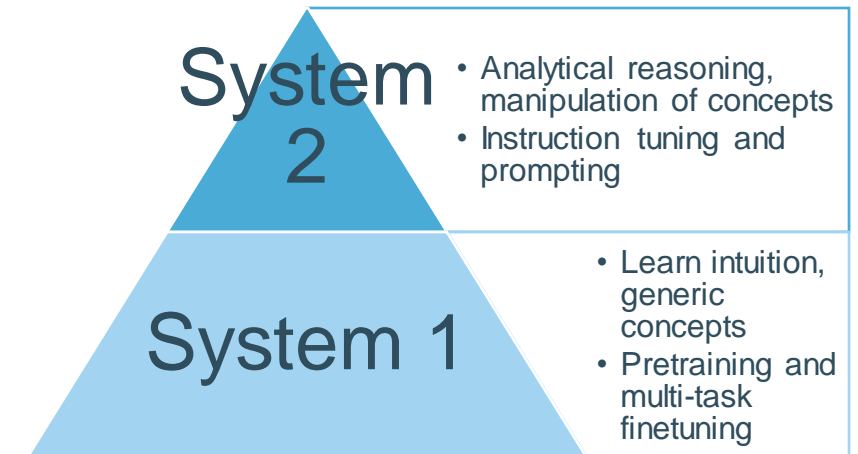 System
2
• Analytical reasoning,
manipulation of concepts
• Instruction tuning and
prompting
System 1
• Learn intuition,
generic
concepts
• Pretraining and
multi-task
finetuning